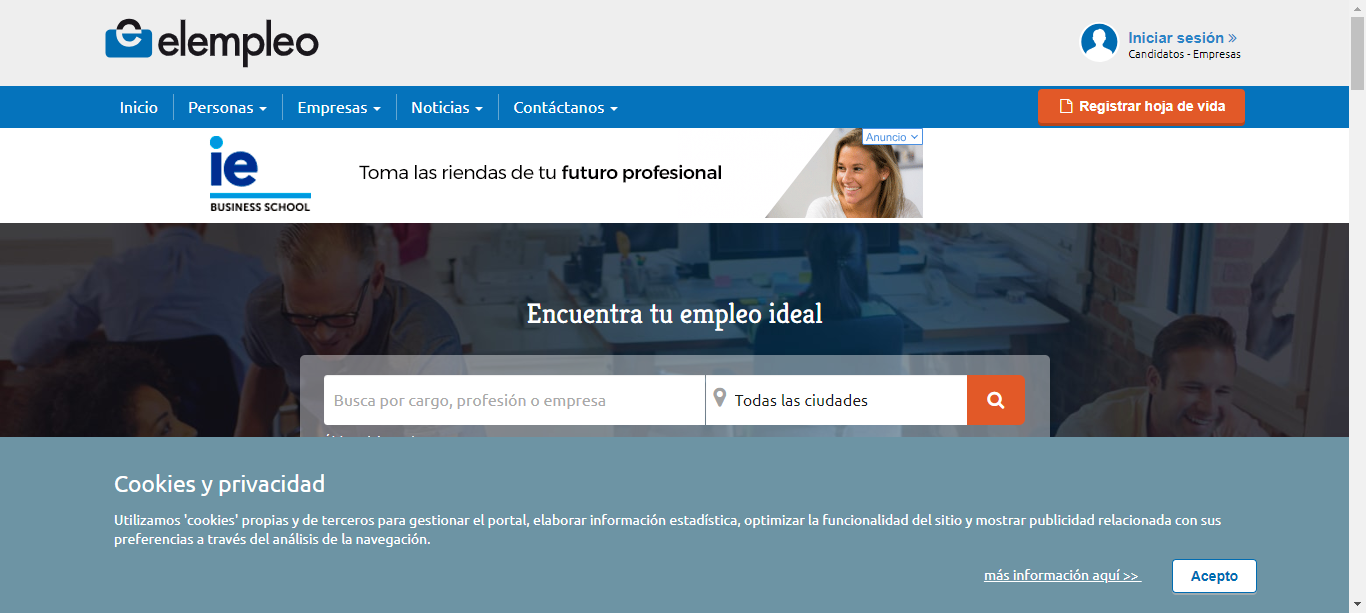 elempleo
Iniciar sesión »
Candidatos - Empresas
Inicio
Personas
Empresas
Noticias
Contáctanos
Registrar hoja de vida
Anuncio
ie
BUSINESS SCHOOL
Toma las riendas de tu futuro profesional
Encuentra tu empleo ideal
Busca por cargo, profesión o empresa
Todas las ciudades
Cookies y privacidad
Utilizamos 'cookies' propias y de terceros para gestionar el portal, elaborar información estadística, optimizar la funcionalidad del sitio y mostrar publicidad relacionada con sus
preferencias a través del análisis de la navegación.
más información aquí >>
Acepto